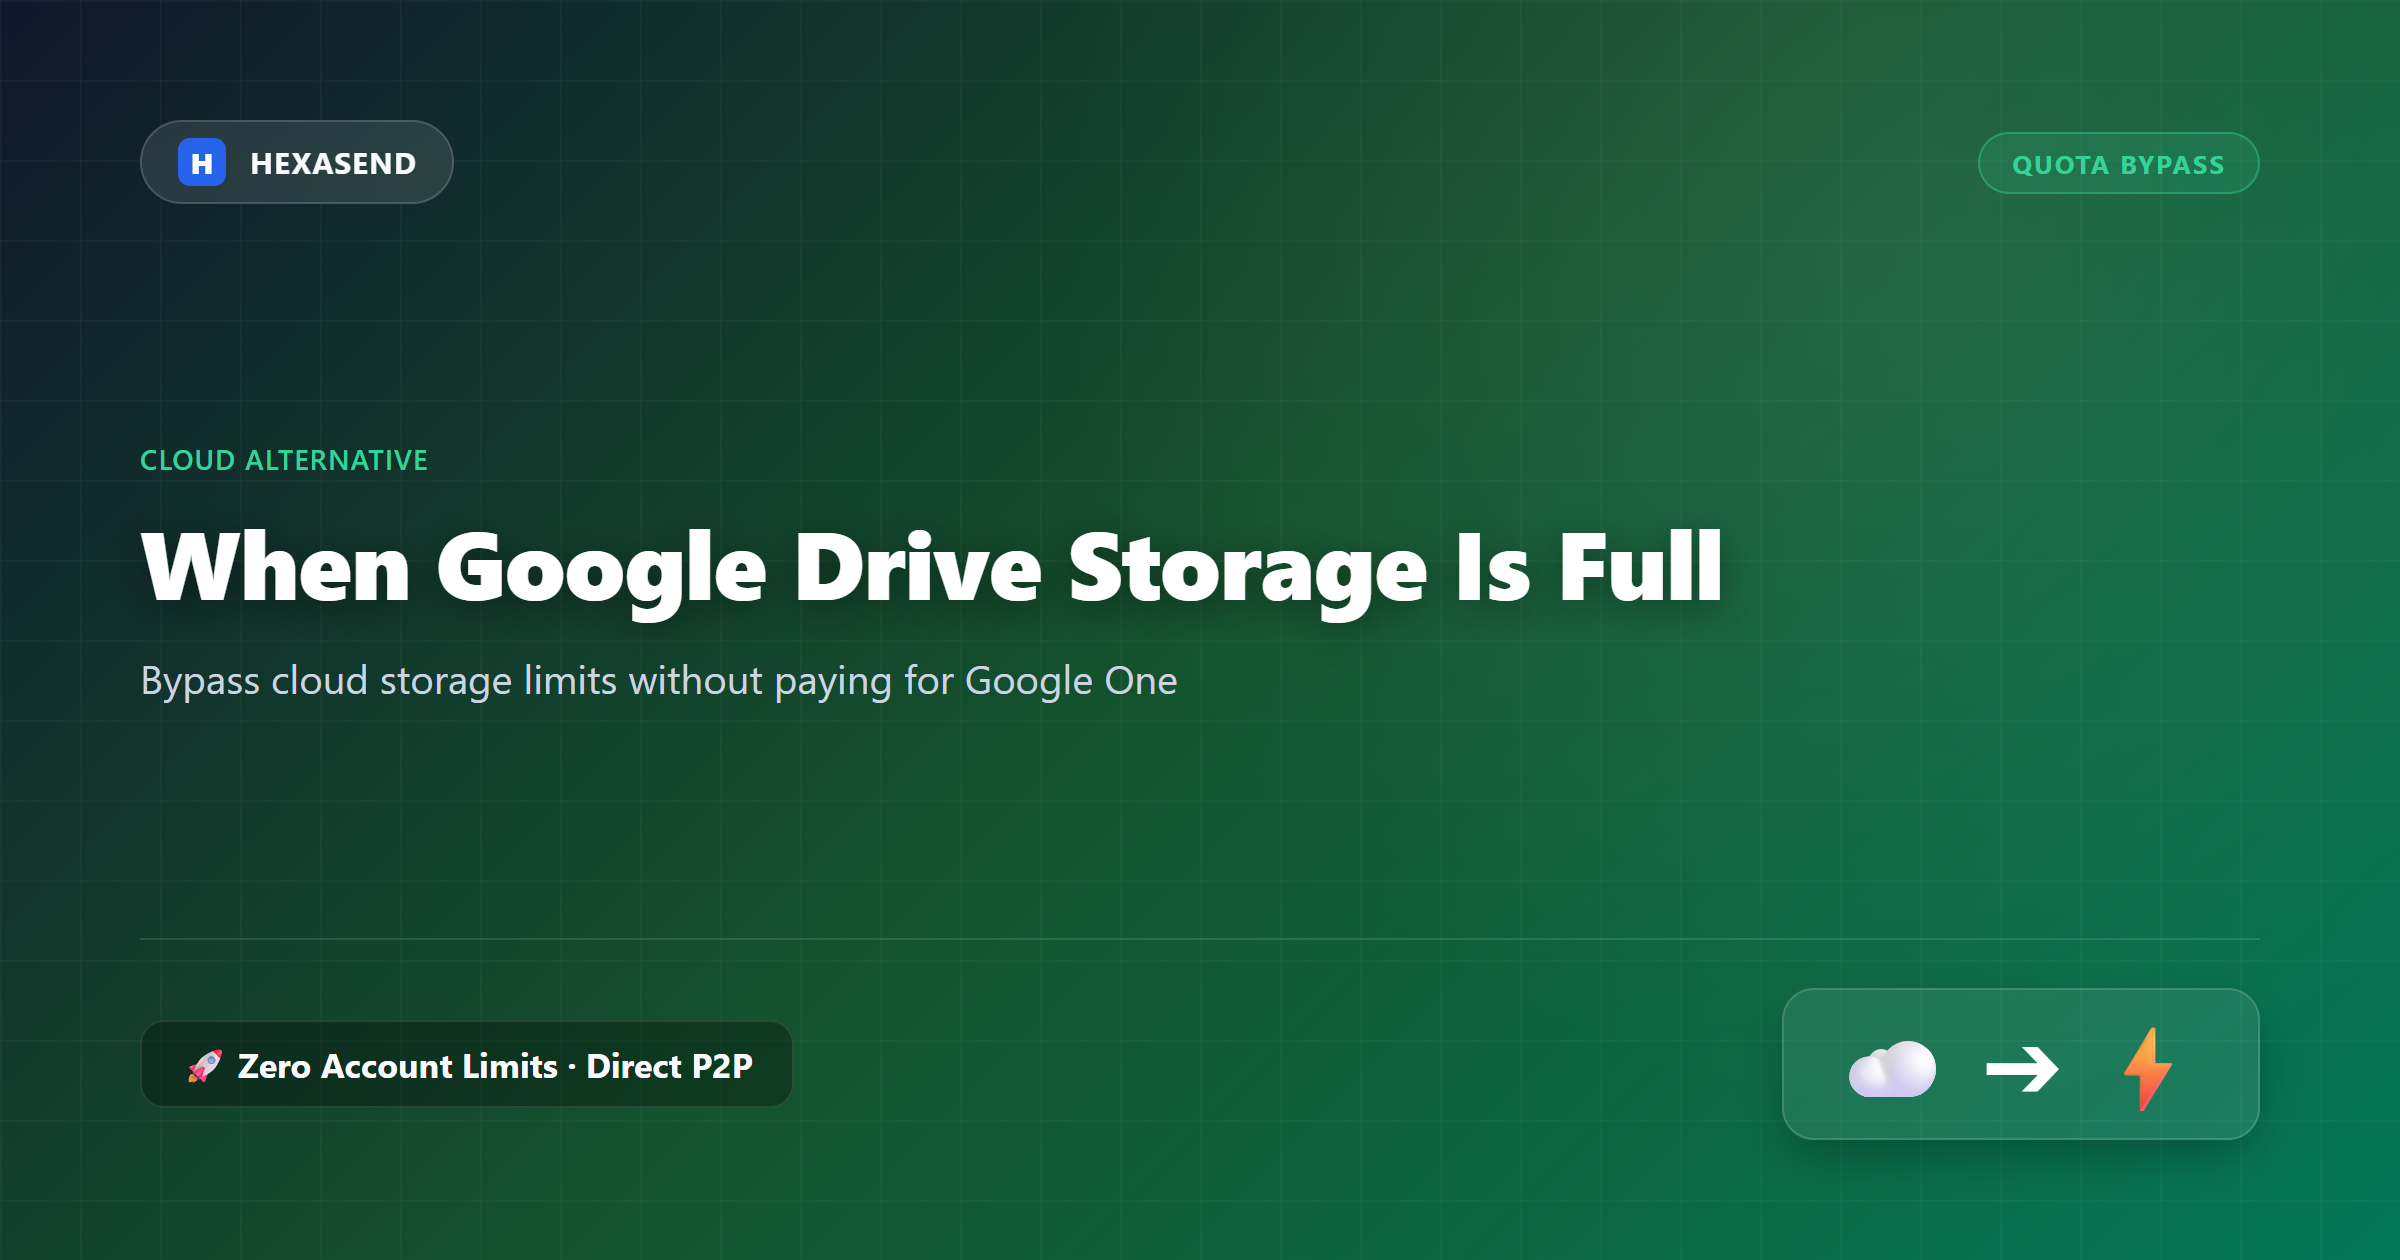 H HEXASEND
QUOTA BYPASS
CLOUD ALTERNATIVE
When Google Drive Storage Is Full
Bypass cloud storage limits without paying for Google One
🚀 Zero Account Limits · Direct P2P